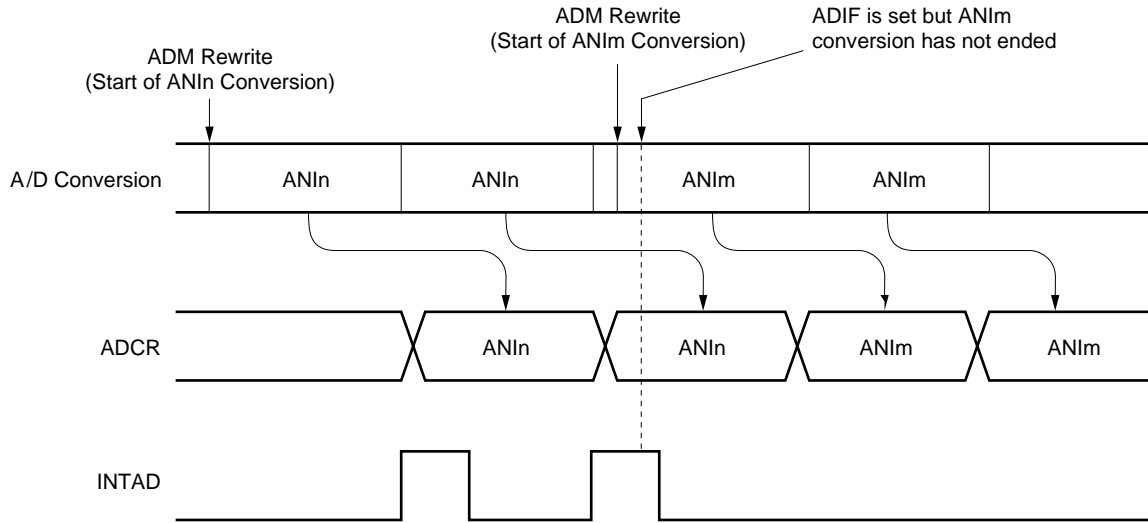 ADM Rewrite
(Start of ANIn Conversion)
ADM Rewrite
(Start of ANIm Conversion)
ADIF is set but ANIm
conversion has not ended
A/D Conversion
ANIn
ANIn
ANIm
ANIm
ADCR
ANIn
ANIn
ANIm
ANIm
INTAD